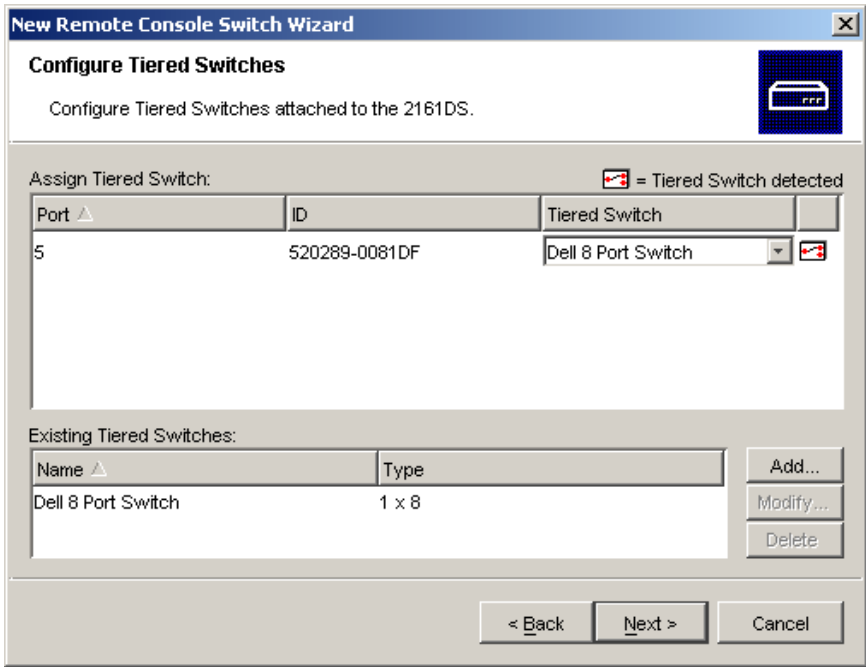 New Remote Console Switch Wizard
Configure Tiered Switches
Configure Tiered Switches attached to the 2161DS.
Assign Tiered Switch: = Tiered Switch detected
Port ID Tiered Switch
5 520289-0081DF Dell 8 Port Switch
Existing Tiered Switches:
Name Type Add...
Dell 8 Port Switch 1 x 8 Modify...
Delete
< Back Next > Cancel